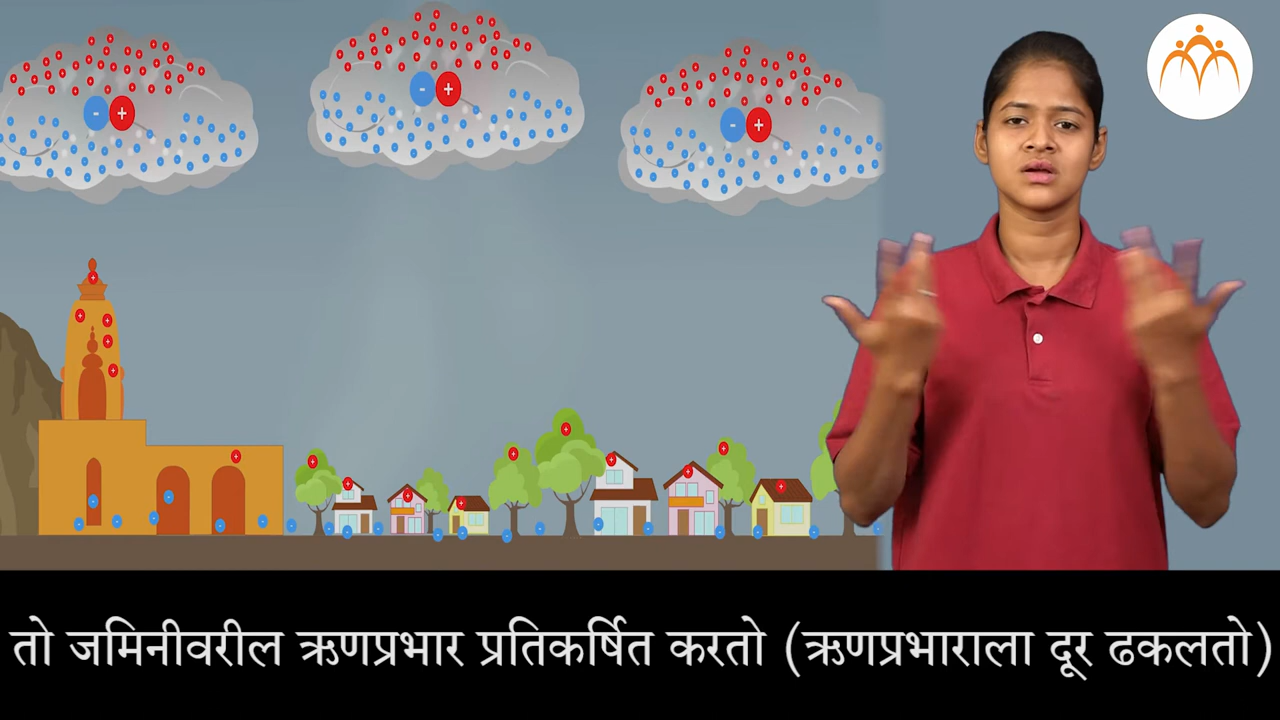 तो जमिनीवरील ऋणप्रभार प्रतिकर्षित करतो (ऋणप्रभाराला दूर ढकलतो)